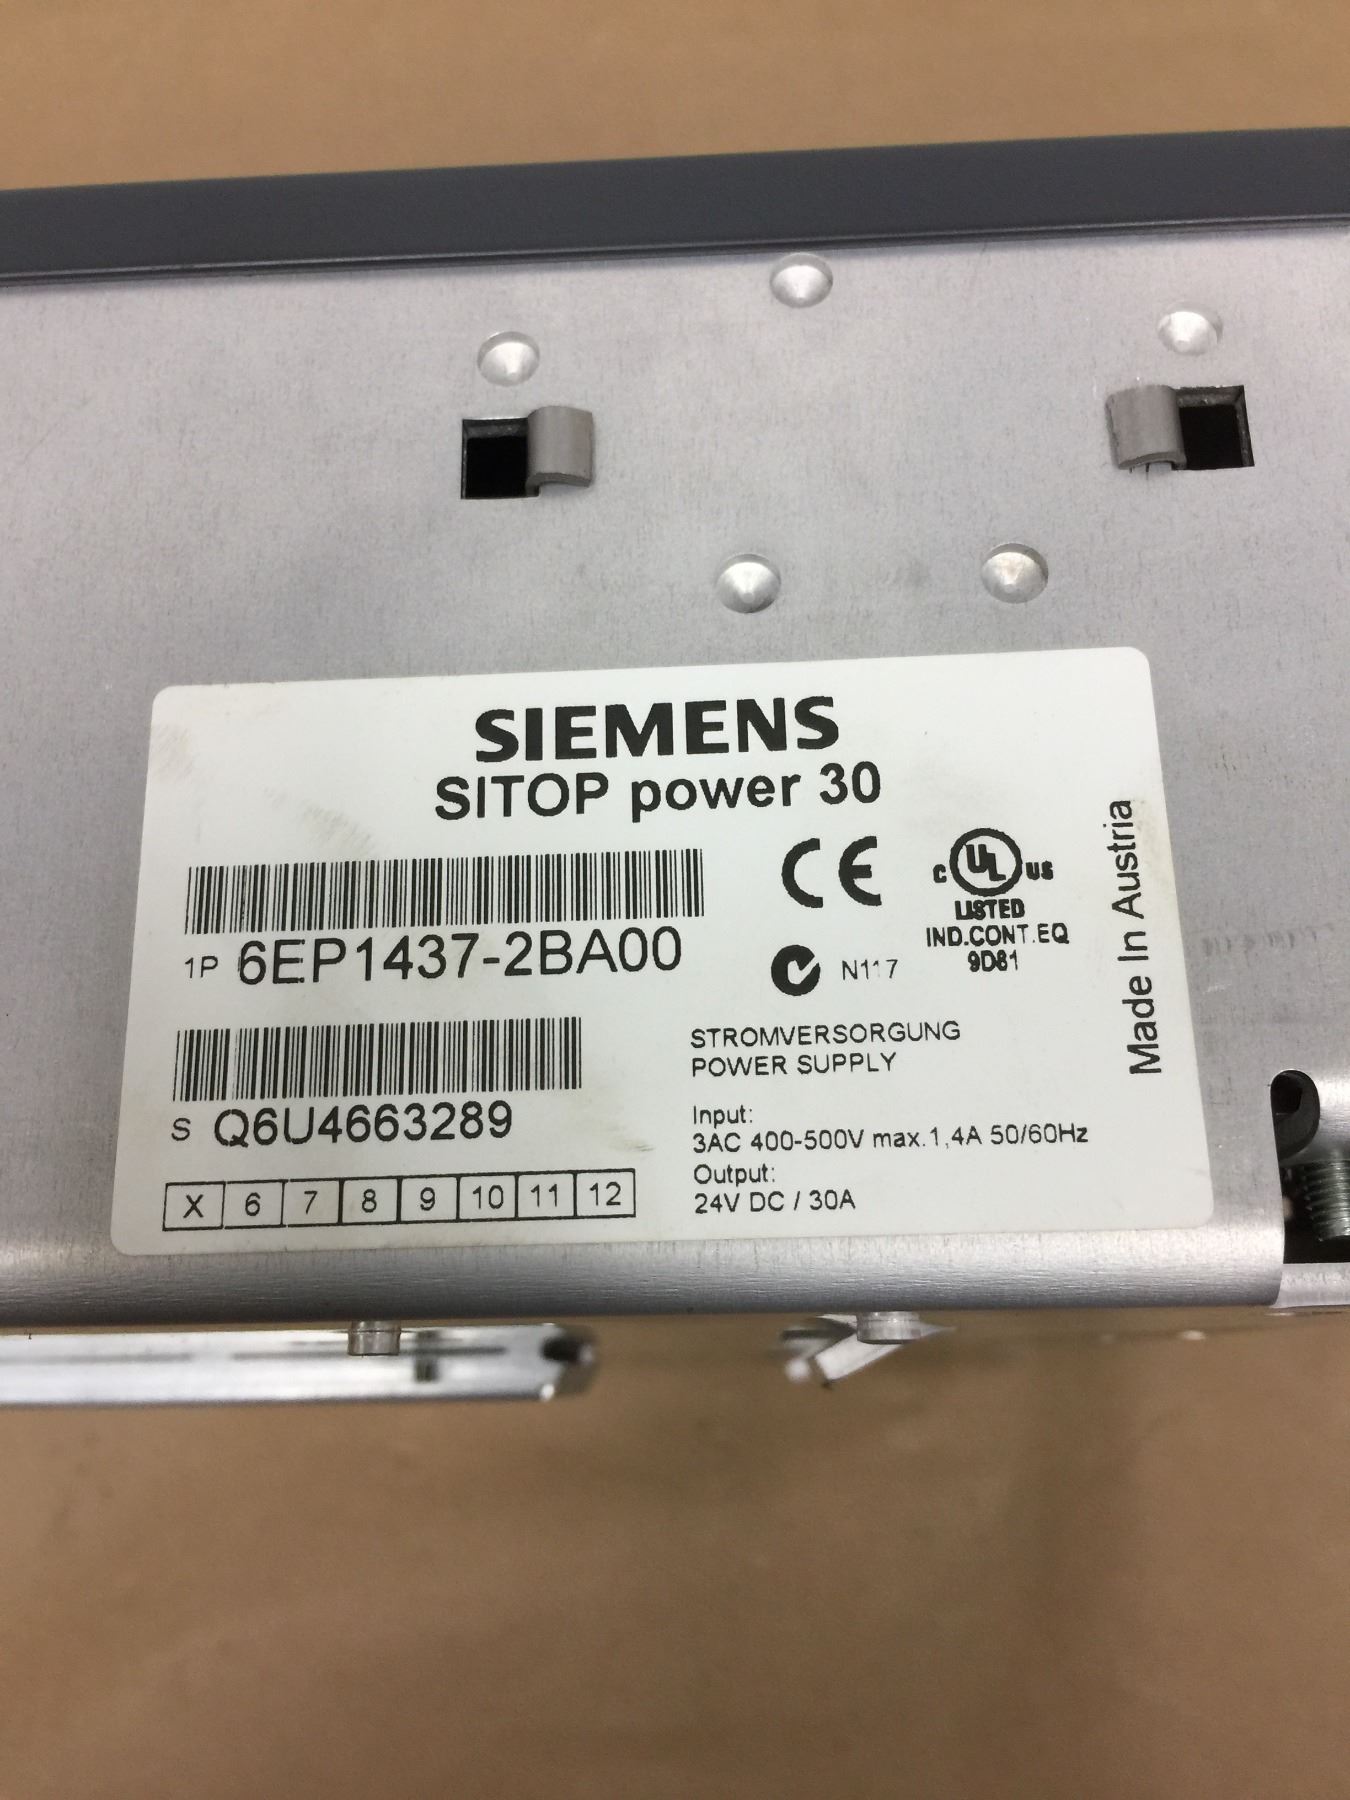 SIEMENS
SITOP power 30
1P 6EP1437-2BA00
S Q6U4663289
X 6 7 8 9 10 11 12
CE
C UL US
LISTED
IND.CONT.EQ
9D81
N117
STROMVERSORGUNG
POWER SUPPLY
Input:
3AC 400-500V max.1,4A 50/60Hz
Output:
24V DC / 30A
Made In Austria